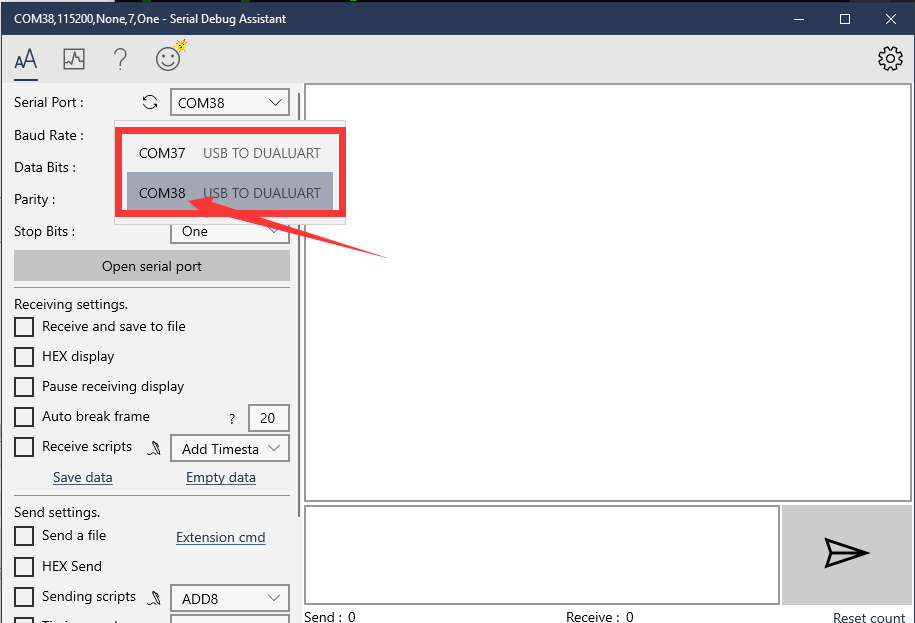 COM38,115200,None,7,One - Serial Debug Assistant
AA
?
Serial Port :
COM38
Baud Rate :
COM37 USB TO DUALUART
Data Bits :
COM38 USB TO DUALUART
Parity :
Stop Bits :
One
Open serial port
Receiving settings.
Receive and save to file
HEX display
Pause receiving display
Auto break frame ? 20
Receive scripts Add Timesta
Save data Empty data
Send settings.
Send a file Extension cmd
HEX Send
Sending scripts ADD8
Send : 0 Receive : 0 Reset count